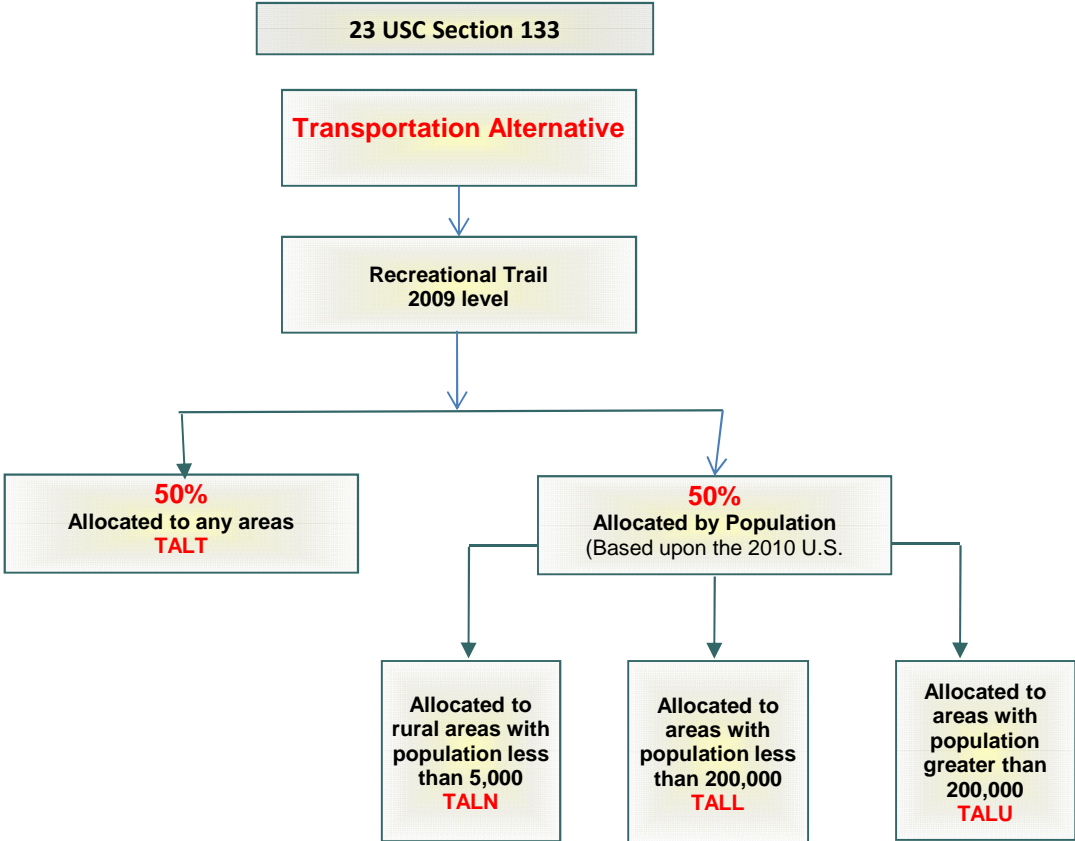 23 USC Section 133
Transportation Alternative
Recreational Trail
2009 level
50%
Allocated to any areas
TALT
50%
Allocated by Population
(Based upon the 2010 U.S.
Allocated to
rural areas with
population less
than 5,000
TALN
Allocated to
areas with
population less
than 200,000
TALL
Allocated to
areas with
population
greater than
200,000
TALU